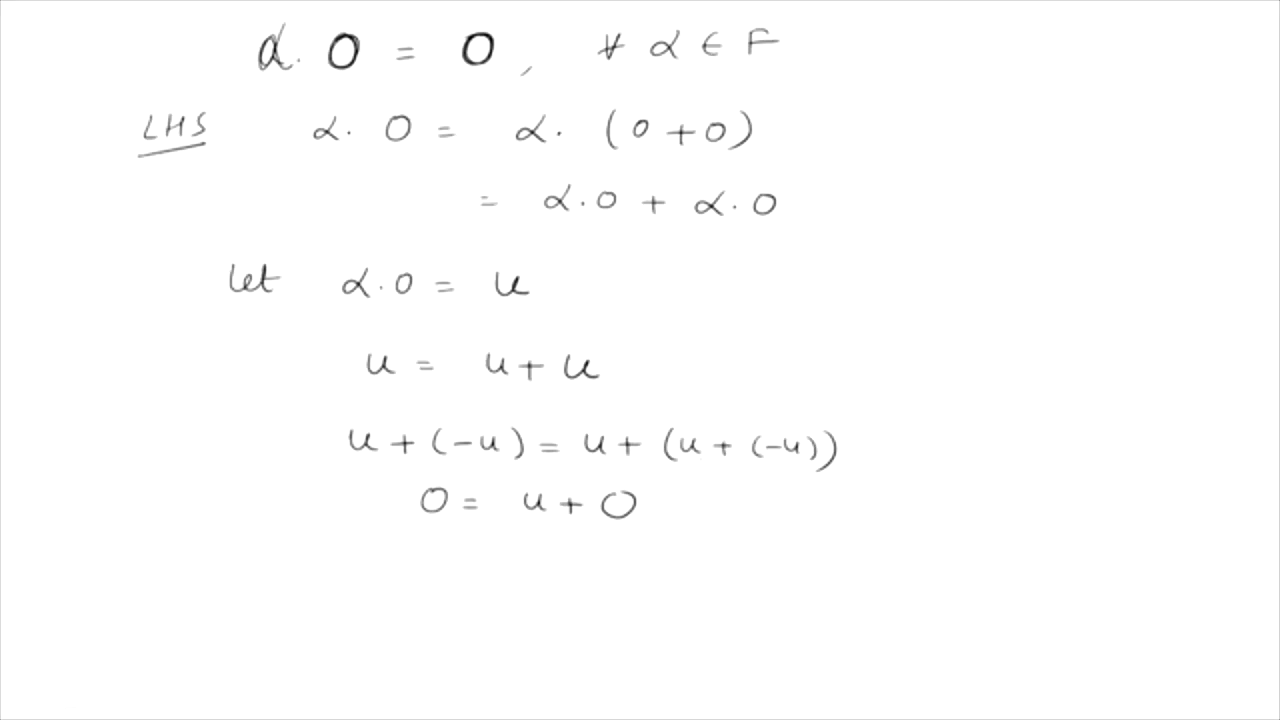 α. 0 = 0, ∀ α ∈ F
LHS α. 0 = α. (0+0)
= α.0 + α.0
let α.0 = u
u = u + u
u + (-u) = u + (u + (-u))
0 = u + 0